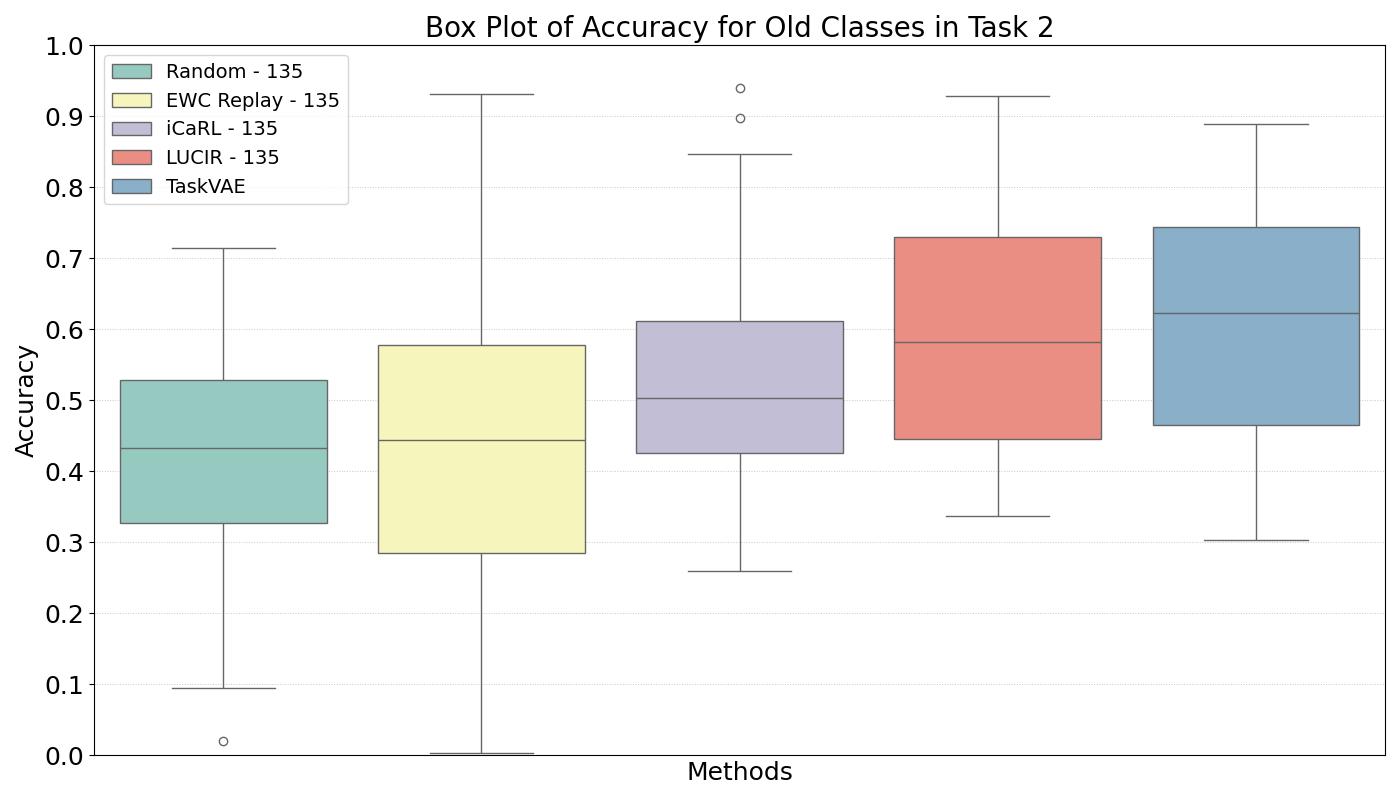 Box Plot of Accuracy for Old Classes in Task 2
1.0
0.9
0.8
0.7
0.6
0.5
0.4
0.3
0.2
0.1
0.0
Accuracy
Random - 135
EWC Replay - 135
iCaRL - 135
LUCIR - 135
TaskVAE
Methods